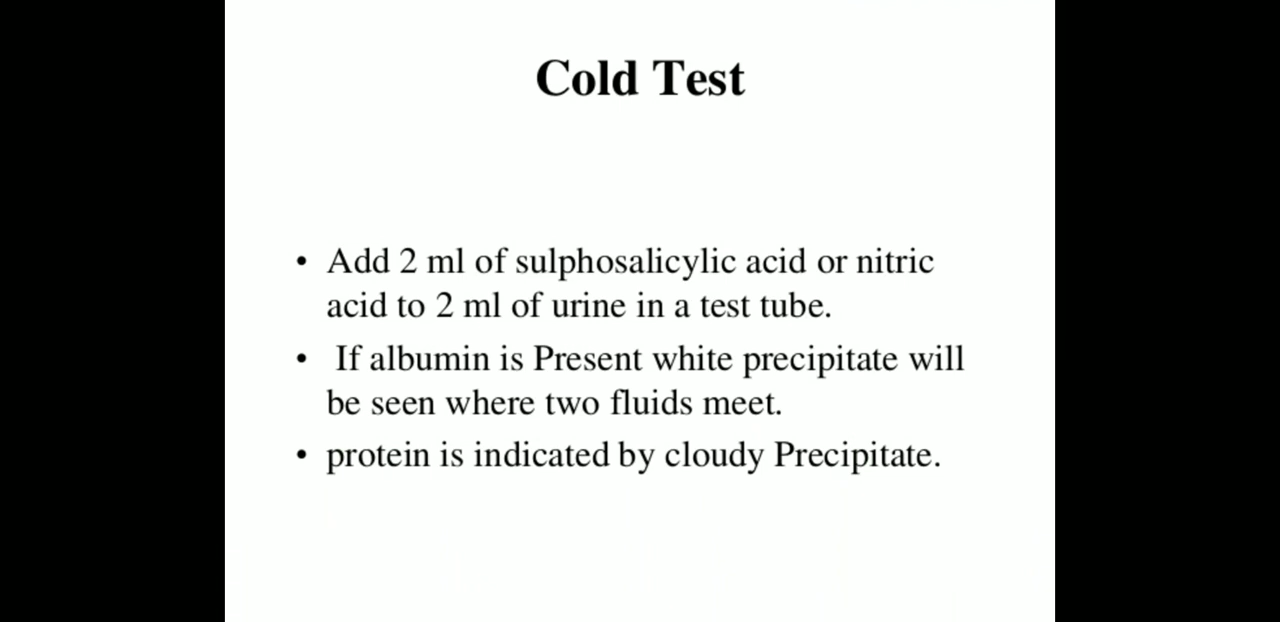 Cold Test
• Add 2 ml of sulphosalicylic acid or nitric
acid to 2 ml of urine in a test tube.
• If albumin is Present white precipitate will
be seen where two fluids meet.
• protein is indicated by cloudy Precipitate.